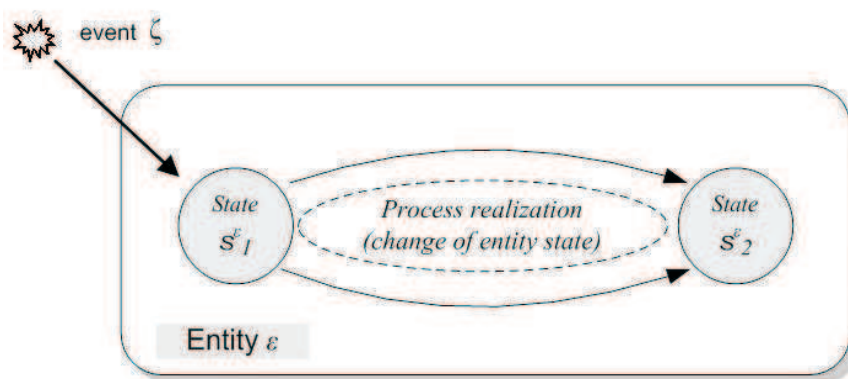 event ζ
State
S^ε_1
Process realization
(change of entity state)
State
S^ε_2
Entity ε